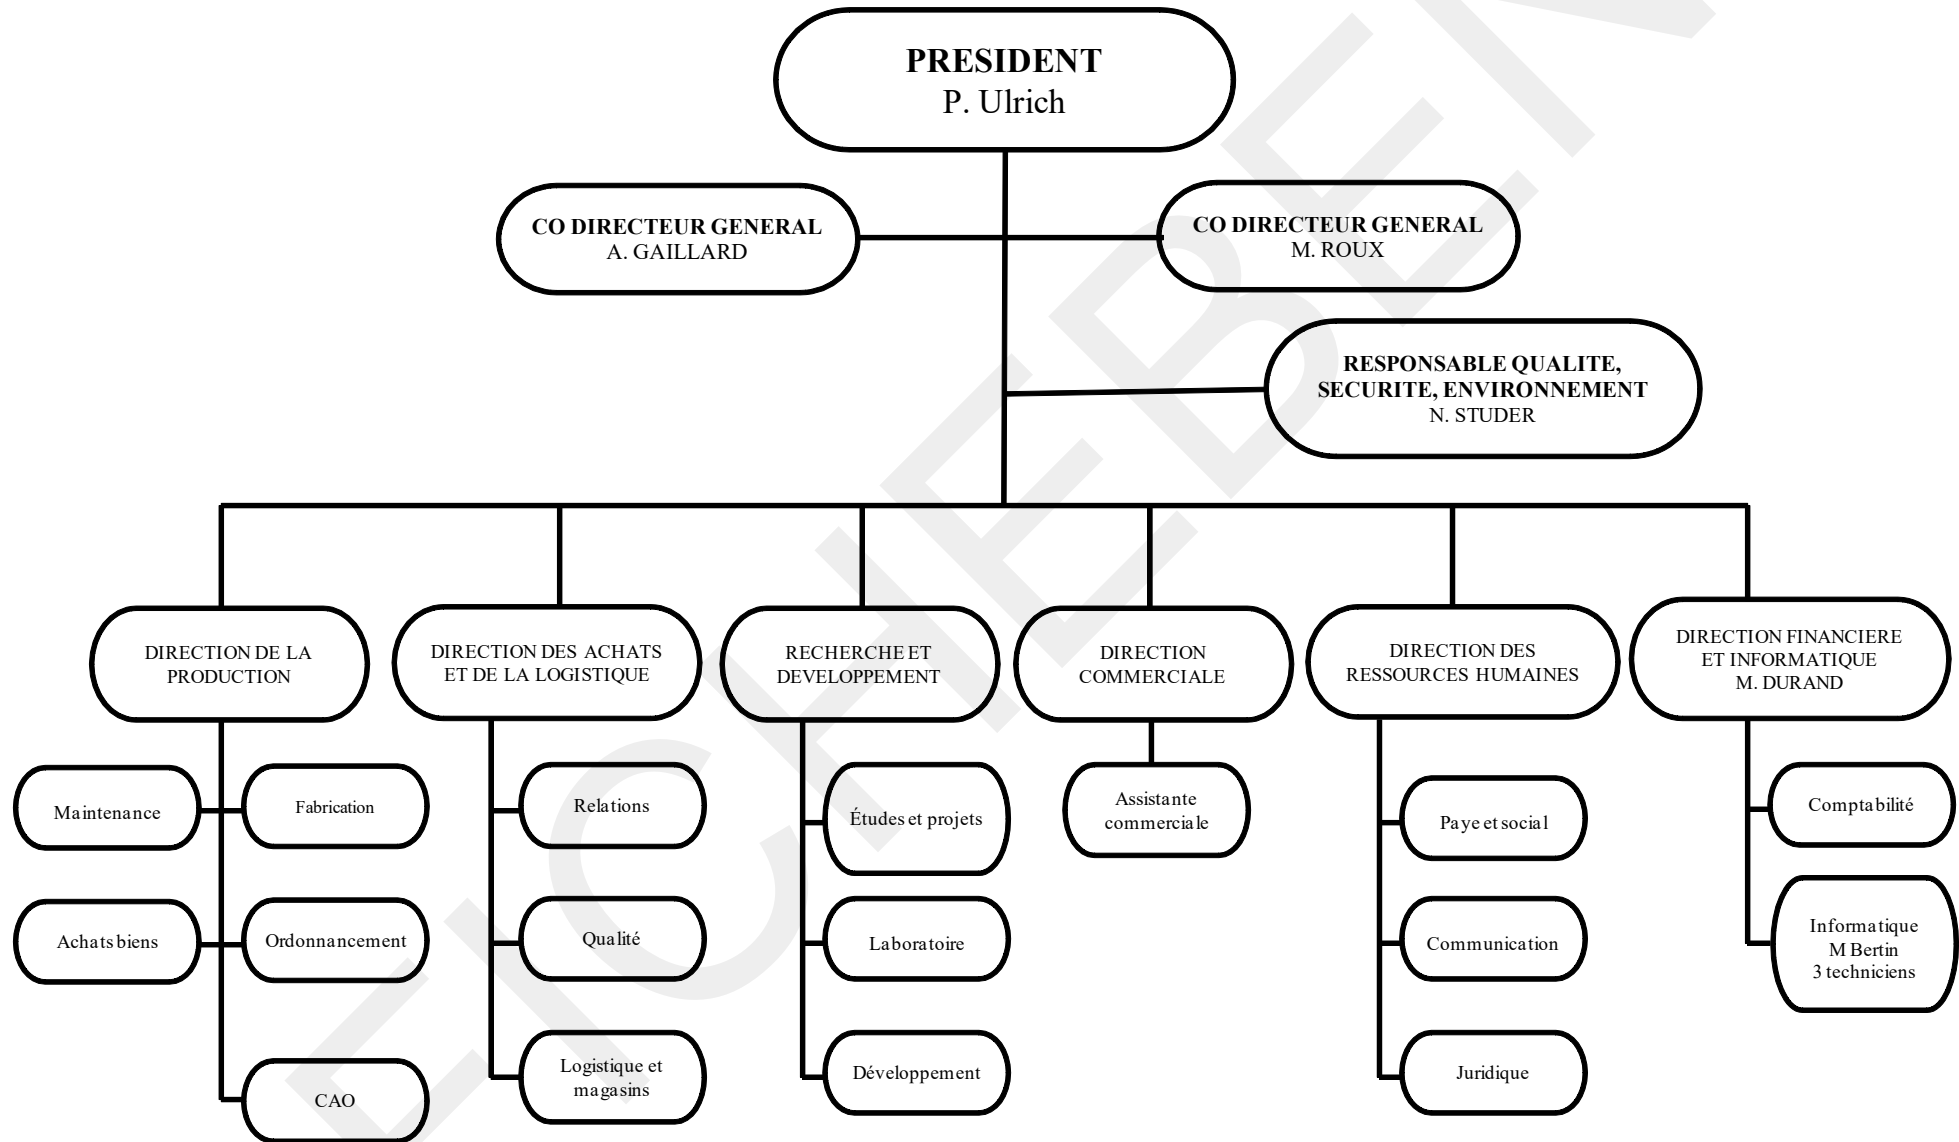 PRESIDENT
P. Ulrich
CO DIRECTEUR GENERAL
A. GAILLARD
CO DIRECTEUR GENERAL
M. ROUX
RESPONSABLE QUALITE,
SECURITE, ENVIRONNEMENT
N. STUDER
DIRECTION DE LA
PRODUCTION
DIRECTION DES ACHATS
ET DE LA LOGISTIQUE
RECHERCHE ET
DEVELOPPEMENT
DIRECTION
COMMERCIALE
DIRECTION DES
RESSOURCES HUMAINES
DIRECTION FINANCIERE
ET INFORMATIQUE
M. DURAND
Maintenance
Fabrication
Relations
Études et projets
Assistante
commerciale
Paye et social
Comptabilité
Achats biens
Ordonnancement
Qualité
Laboratoire
Communication
Informatique
M Bertin
3 techniciens
CAO
Logistique et
magasins
Développement
Juridique